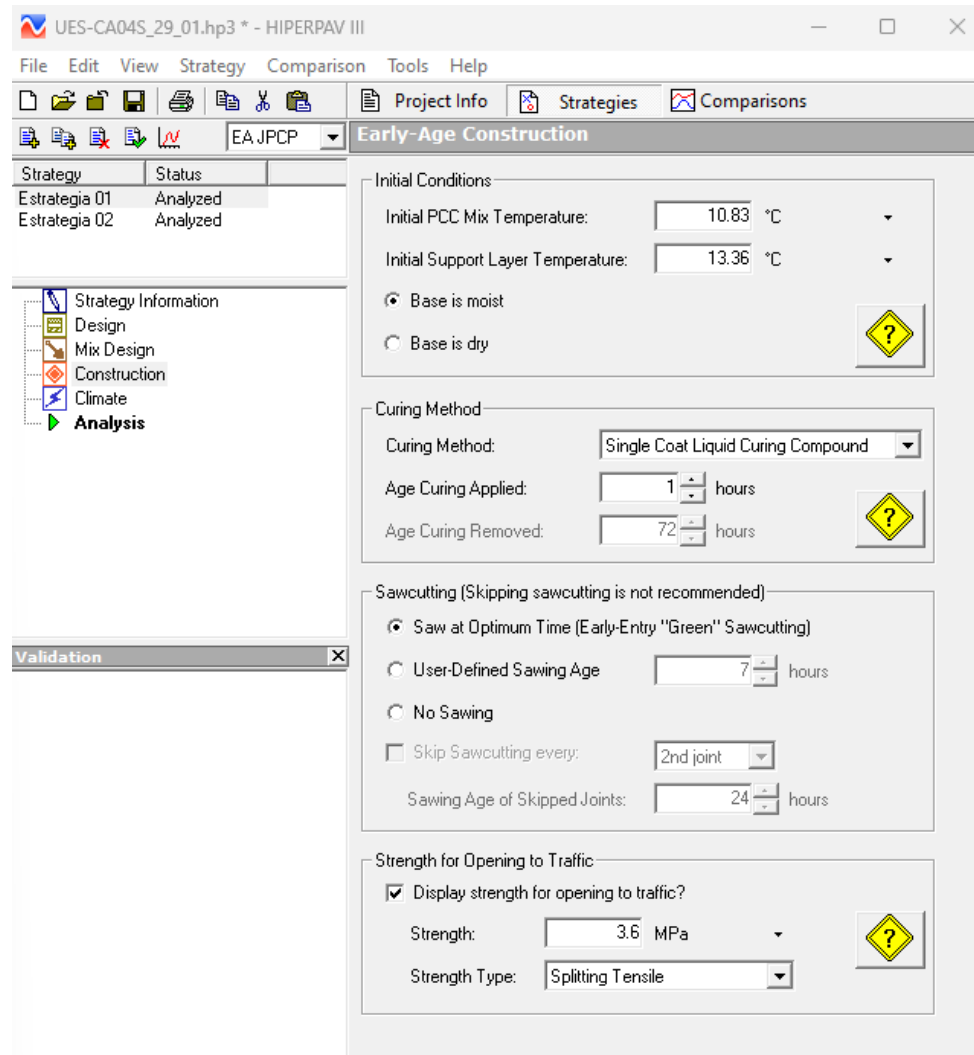 UES-CA04S_29_01.hp3 * - HIPERPAV III
File Edit View Strategy Comparison Tools Help
Project Info Strategies Comparisons
EA JPCP
Early-Age Construction
Strategy Status
Estrategia 01 Analyzed
Estrategia 02 Analyzed
Strategy Information
Design
Mix Design
Construction
Climate
Analysis
Validation
Initial Conditions
Initial PCC Mix Temperature: 10.83 °C
Initial Support Layer Temperature: 13.36 °C
Base is moist
Base is dry
?
Curing Method
Curing Method: Single Coat Liquid Curing Compound
Age Curing Applied: 1 hours
Age Curing Removed: 72 hours
?
Sawcutting (Skipping sawcutting is not recommended)
Saw at Optimum Time (Early-Entry "Green" Sawcutting)
User-Defined Sawing Age 7 hours
No Sawing
Skip Sawcutting every: 2nd joint
Sawing Age of Skipped Joints: 24 hours
Strength for Opening to Traffic
Display strength for opening to traffic?
Strength: 3.6 MPa
?
Strength Type: Splitting Tensile